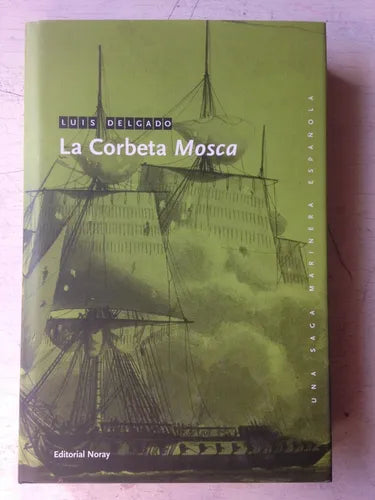 LUIS DELGADO
La Corbeta Mosca
UNA SAGA MARINERA ESPAÑOLA
Editorial Noray